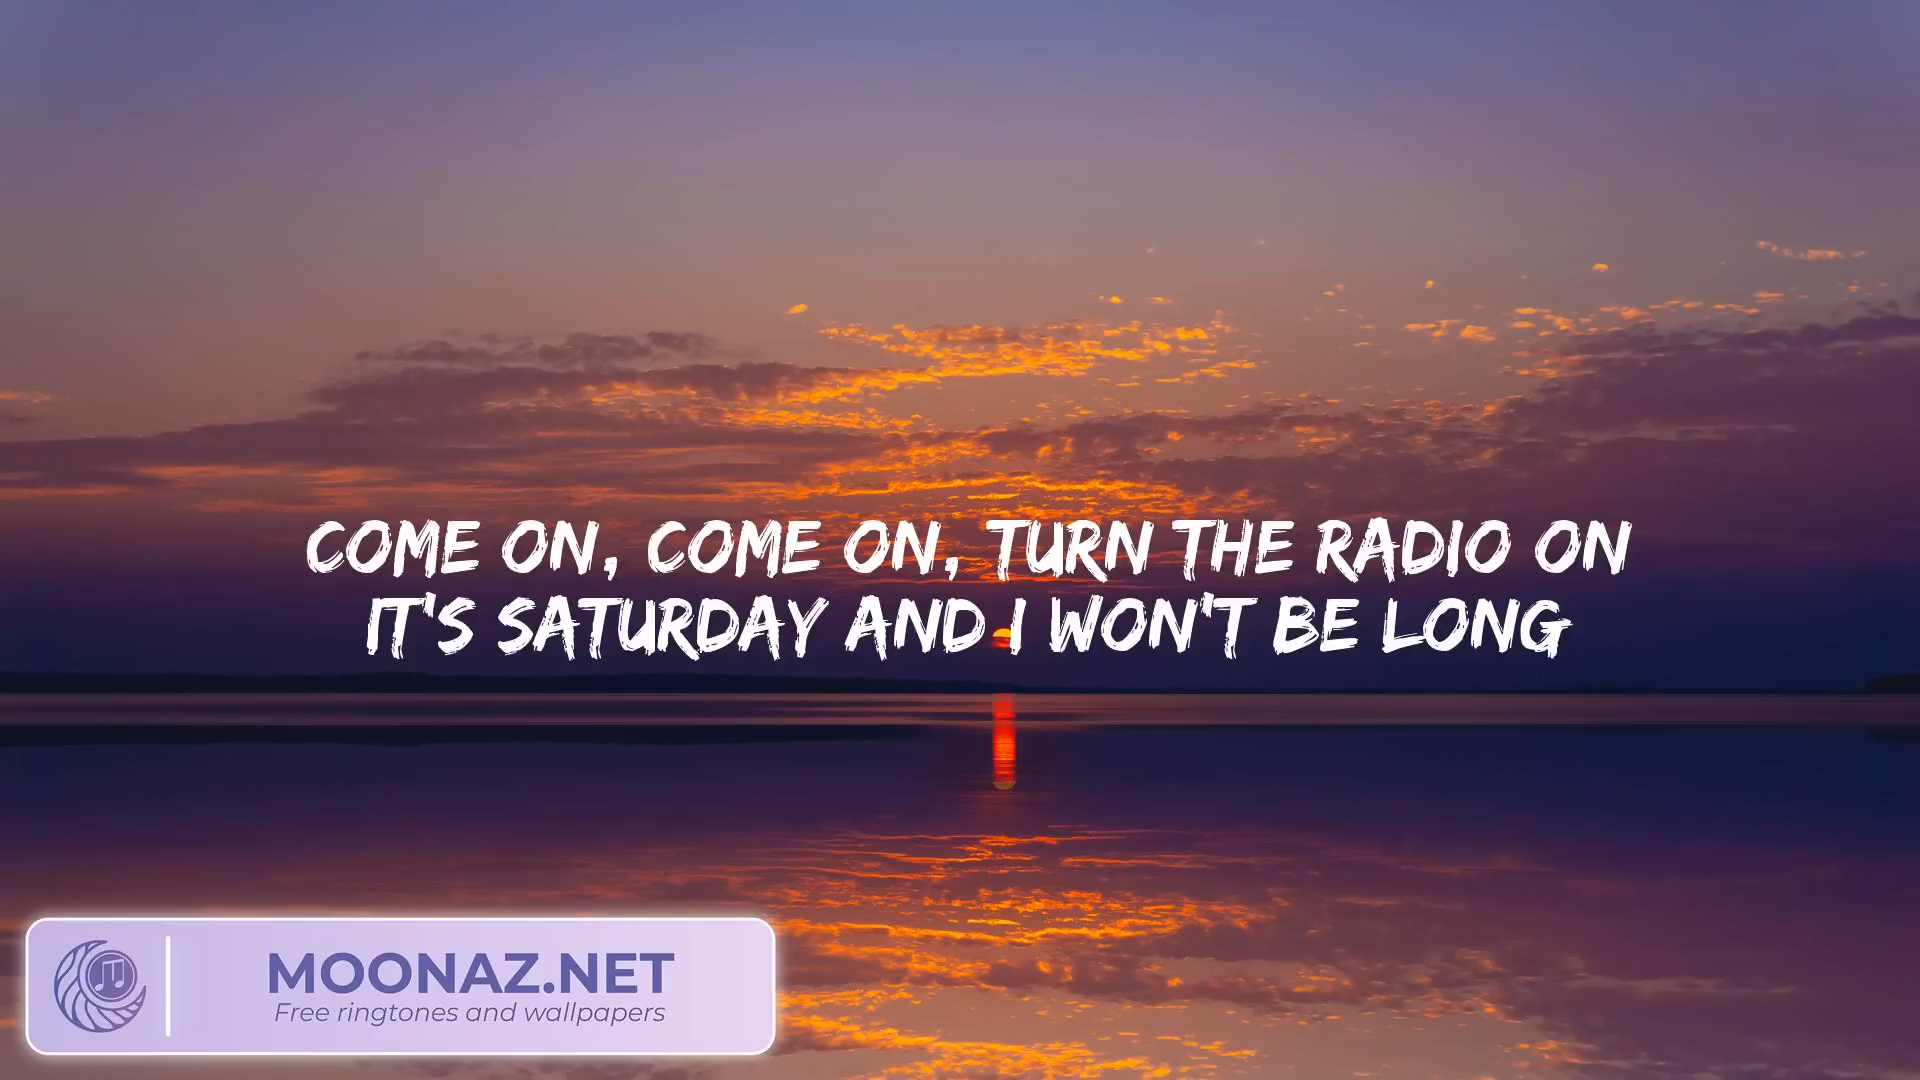 COME ON, COME ON, TURN THE RADIO ON
IT'S SATURDAY AND I WON'T BE LONG
MOONAZ.NET
Free ringtones and wallpapers